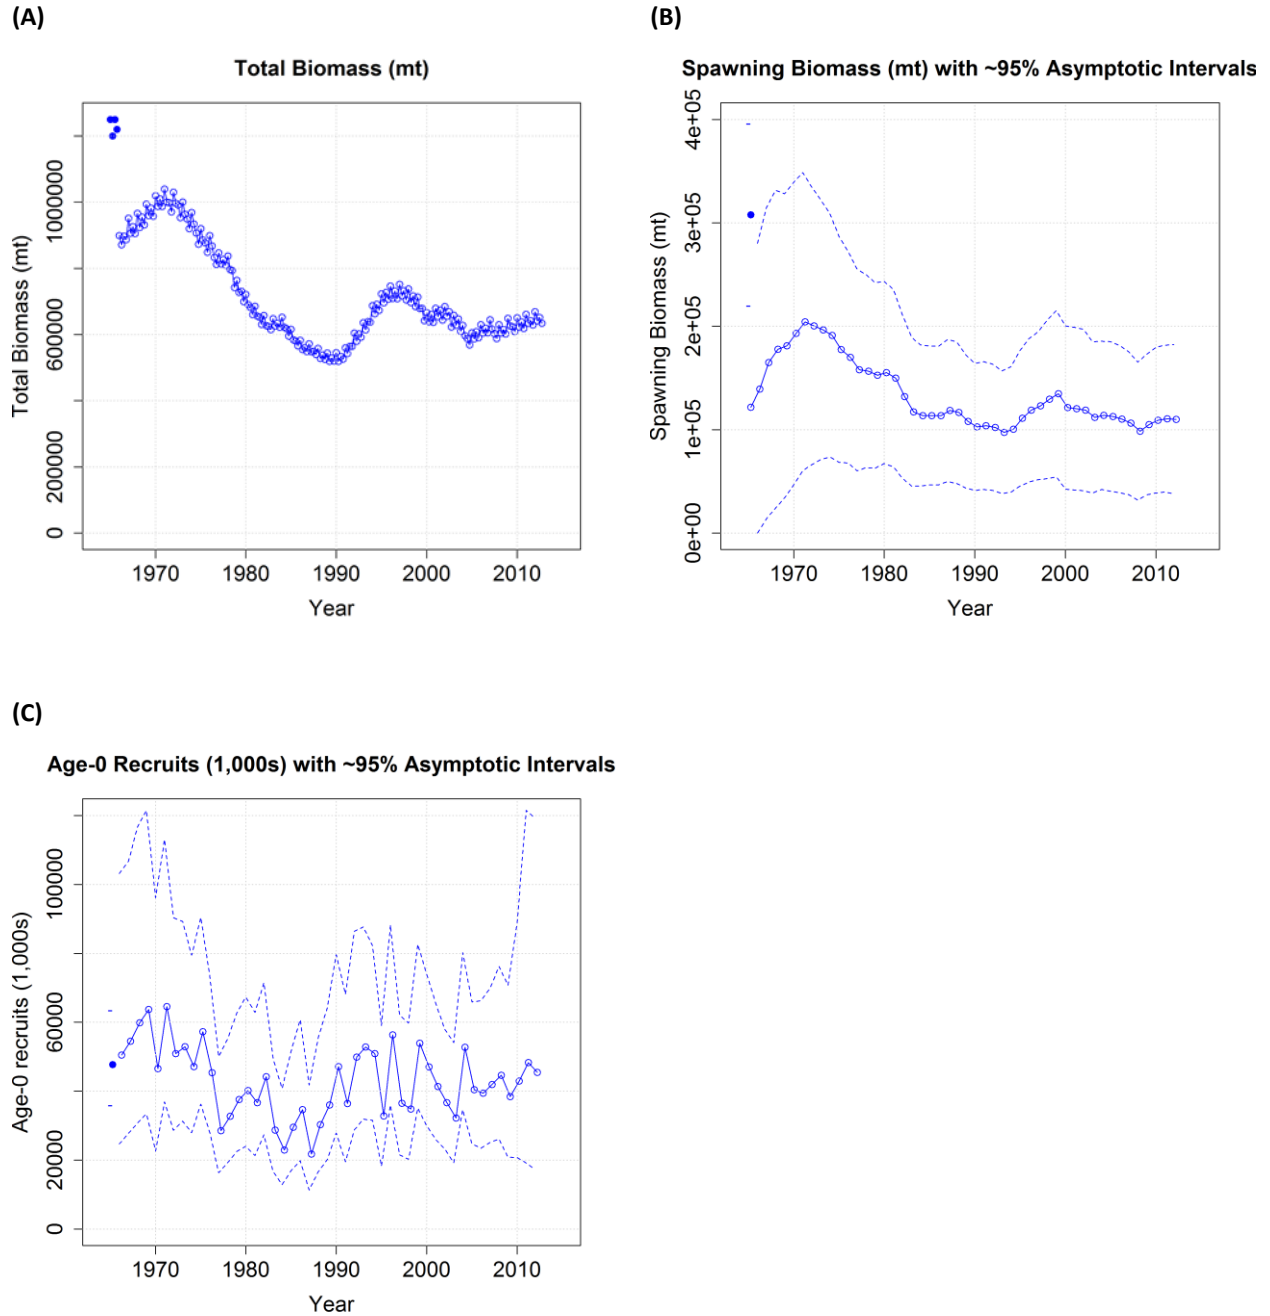 (A)
Total Biomass (mt)
Total Biomass (mt)
1000000
600000
200000
0
1970 1980 1990 2000 2010
Year
(B)
Spawning Biomass (mt) with ~95% Asymptotic Intervals
Spawning Biomass (mt)
4e+05
3e+05
2e+05
1e+05
0e+00
1970 1980 1990 2000 2010
Year
(C)
Age-0 Recruits (1,000s) with ~95% Asymptotic Intervals
Age-0 recruits (1,000s)
100000
60000
20000
0
1970 1980 1990 2000 2010
Year